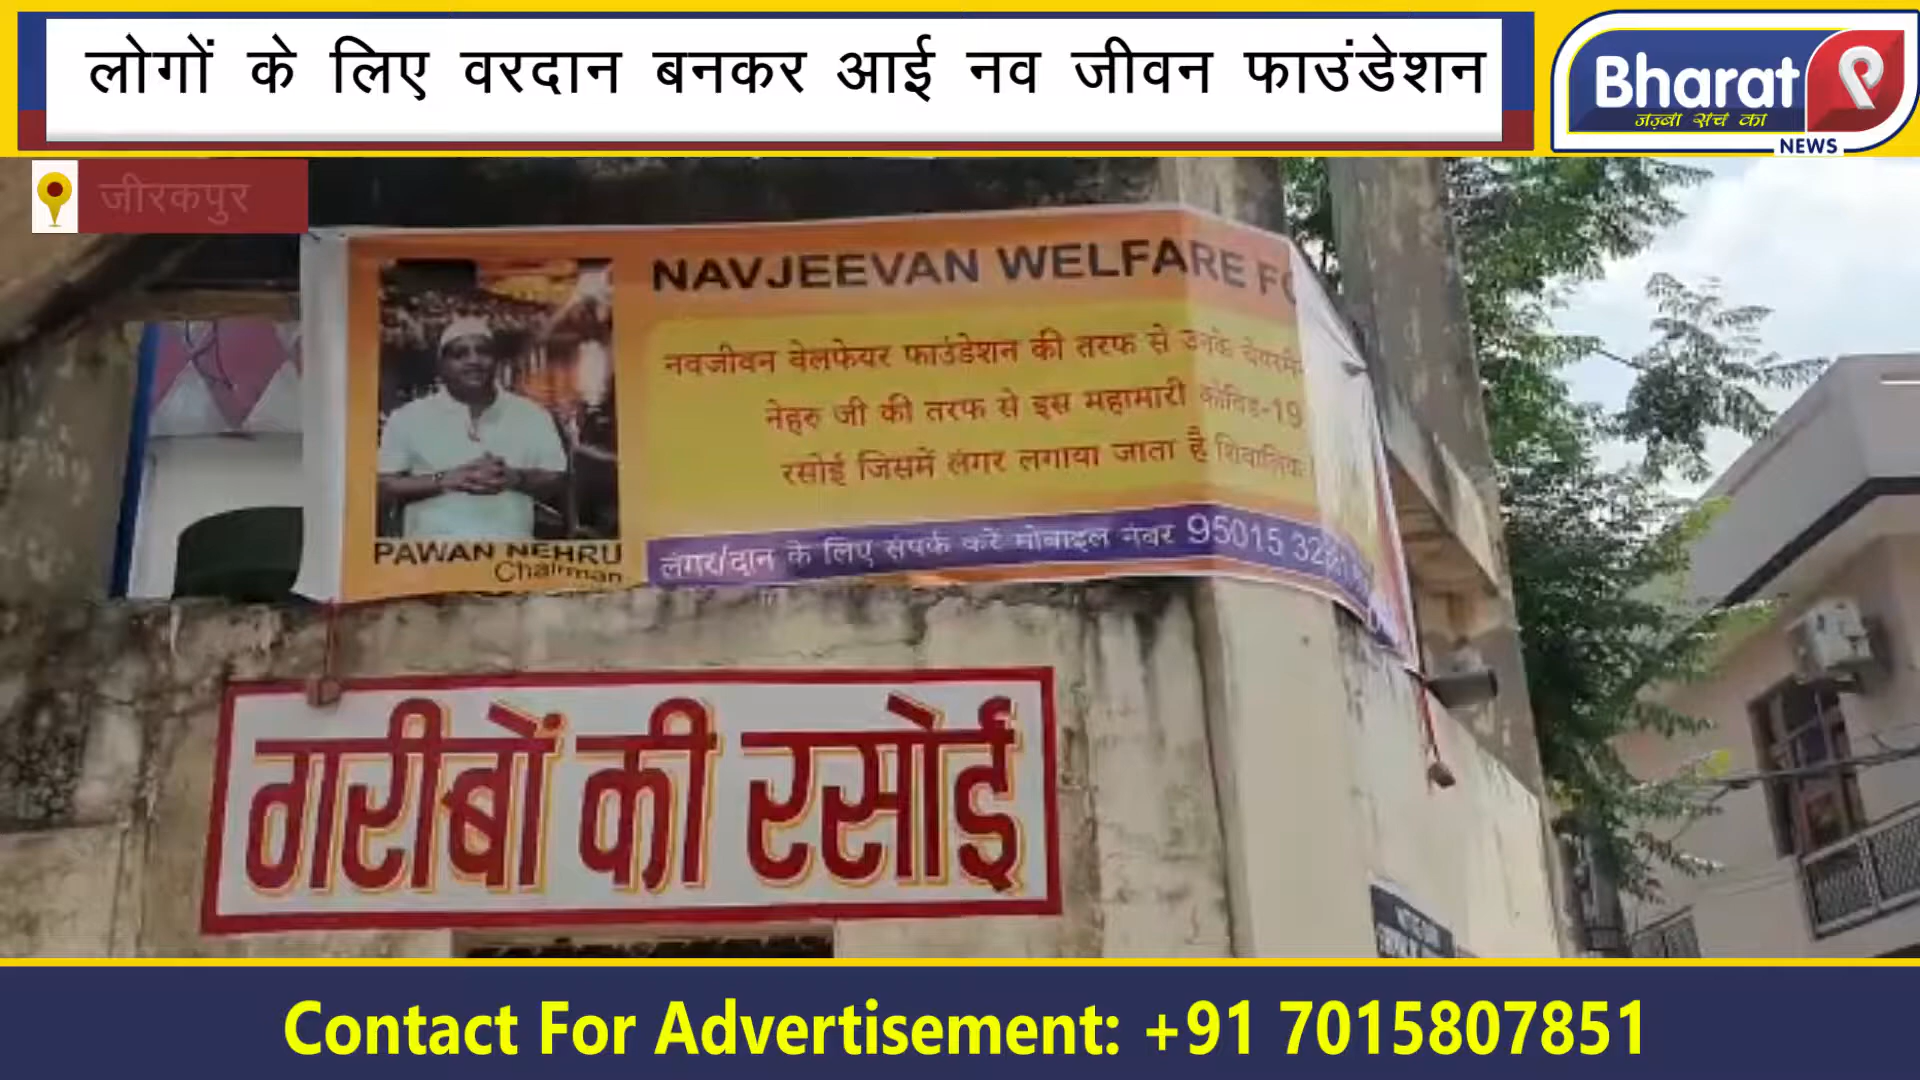 लोगों के लिए वरदान बनकर आई नव जीवन फाउंडेशन
Bharat
जज़्बा सच का
NEWS
जीरकपुर
NAVJEEVAN WELFARE
नवजीवन वेलफेयर फाउंडेशन की तरफ से उनके
नेहरु जी की तरफ से इस महामारी कोविड-19
रसोई जिसमें लंगर लगाया जाता है
PAWAN NEHRU
Chairman
लंगर/दान के लिए संपर्क करें मोबाइल नंबर 95015
गरीबों की रसोई
Contact For Advertisement: +91 7015807851